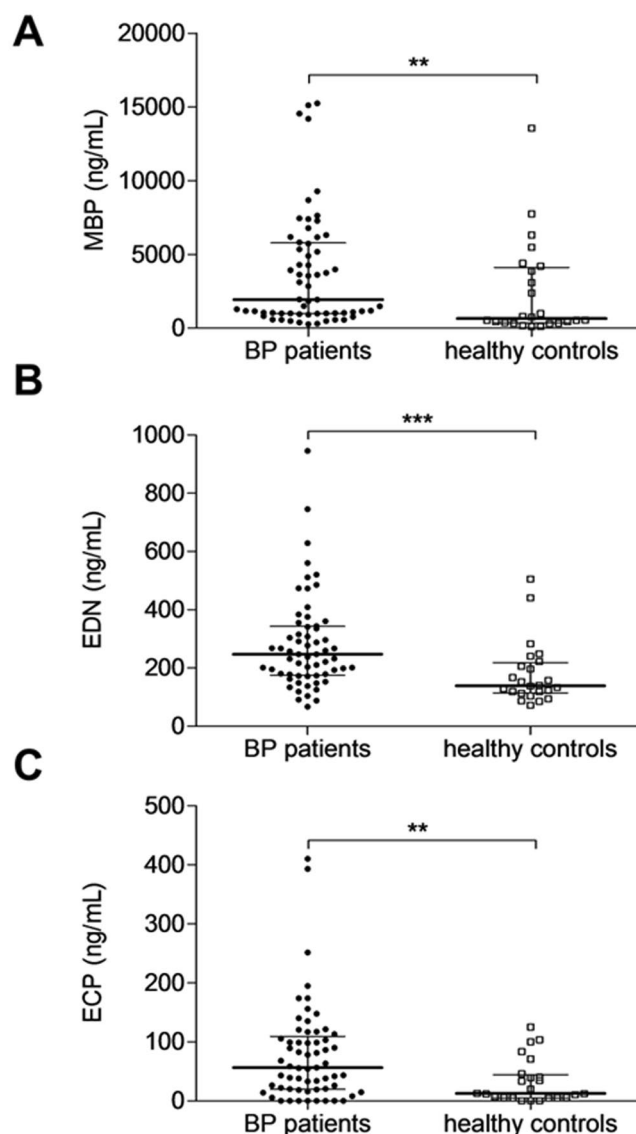 A
MBP (ng/mL)
20000
15000
10000
5000
0
**
BP patients
healthy controls
B
EDN (ng/mL)
1000
800
600
400
200
0
***
BP patients
healthy controls
C
ECP (ng/mL)
500
400
300
200
100
0
**
BP patients
healthy controls